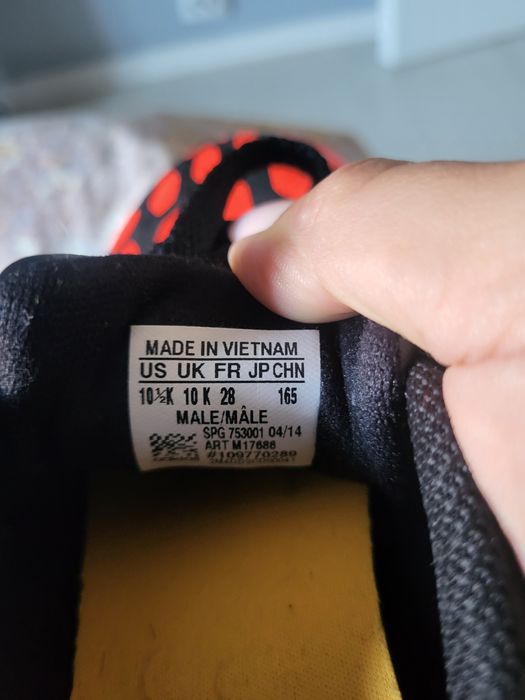 MADE IN VIETNAM
US UK FR JP CHN
10½K 10 K 28 165
MALE/MÂLE
SPG 753001 04/14
ART M17686
#109770289